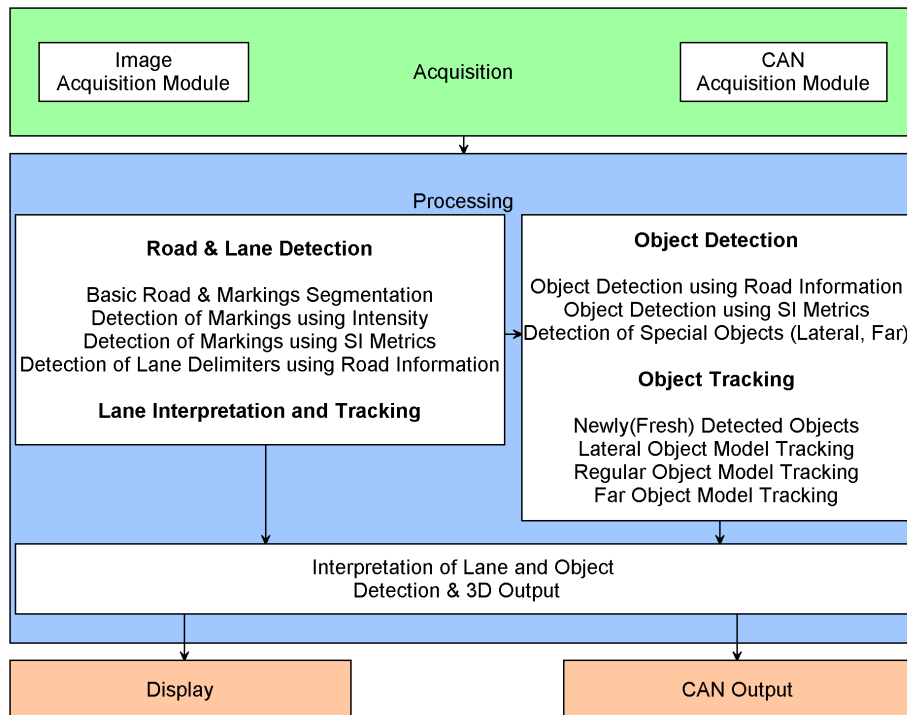 Image
Acquisition Module
Acquisition
CAN
Acquisition Module
Processing
Road & Lane Detection
Basic Road & Markings Segmentation
Detection of Markings using Intensity
Detection of Markings using SI Metrics
Detection of Lane Delimiters using Road Information
Lane Interpretation and Tracking
Object Detection
Object Detection using Road Information
Object Detection using SI Metrics
Detection of Special Objects (Lateral, Far)
Object Tracking
Newly(Fresh) Detected Objects
Lateral Object Model Tracking
Regular Object Model Tracking
Far Object Model Tracking
Interpretation of Lane and Object
Detection & 3D Output
Display
CAN Output